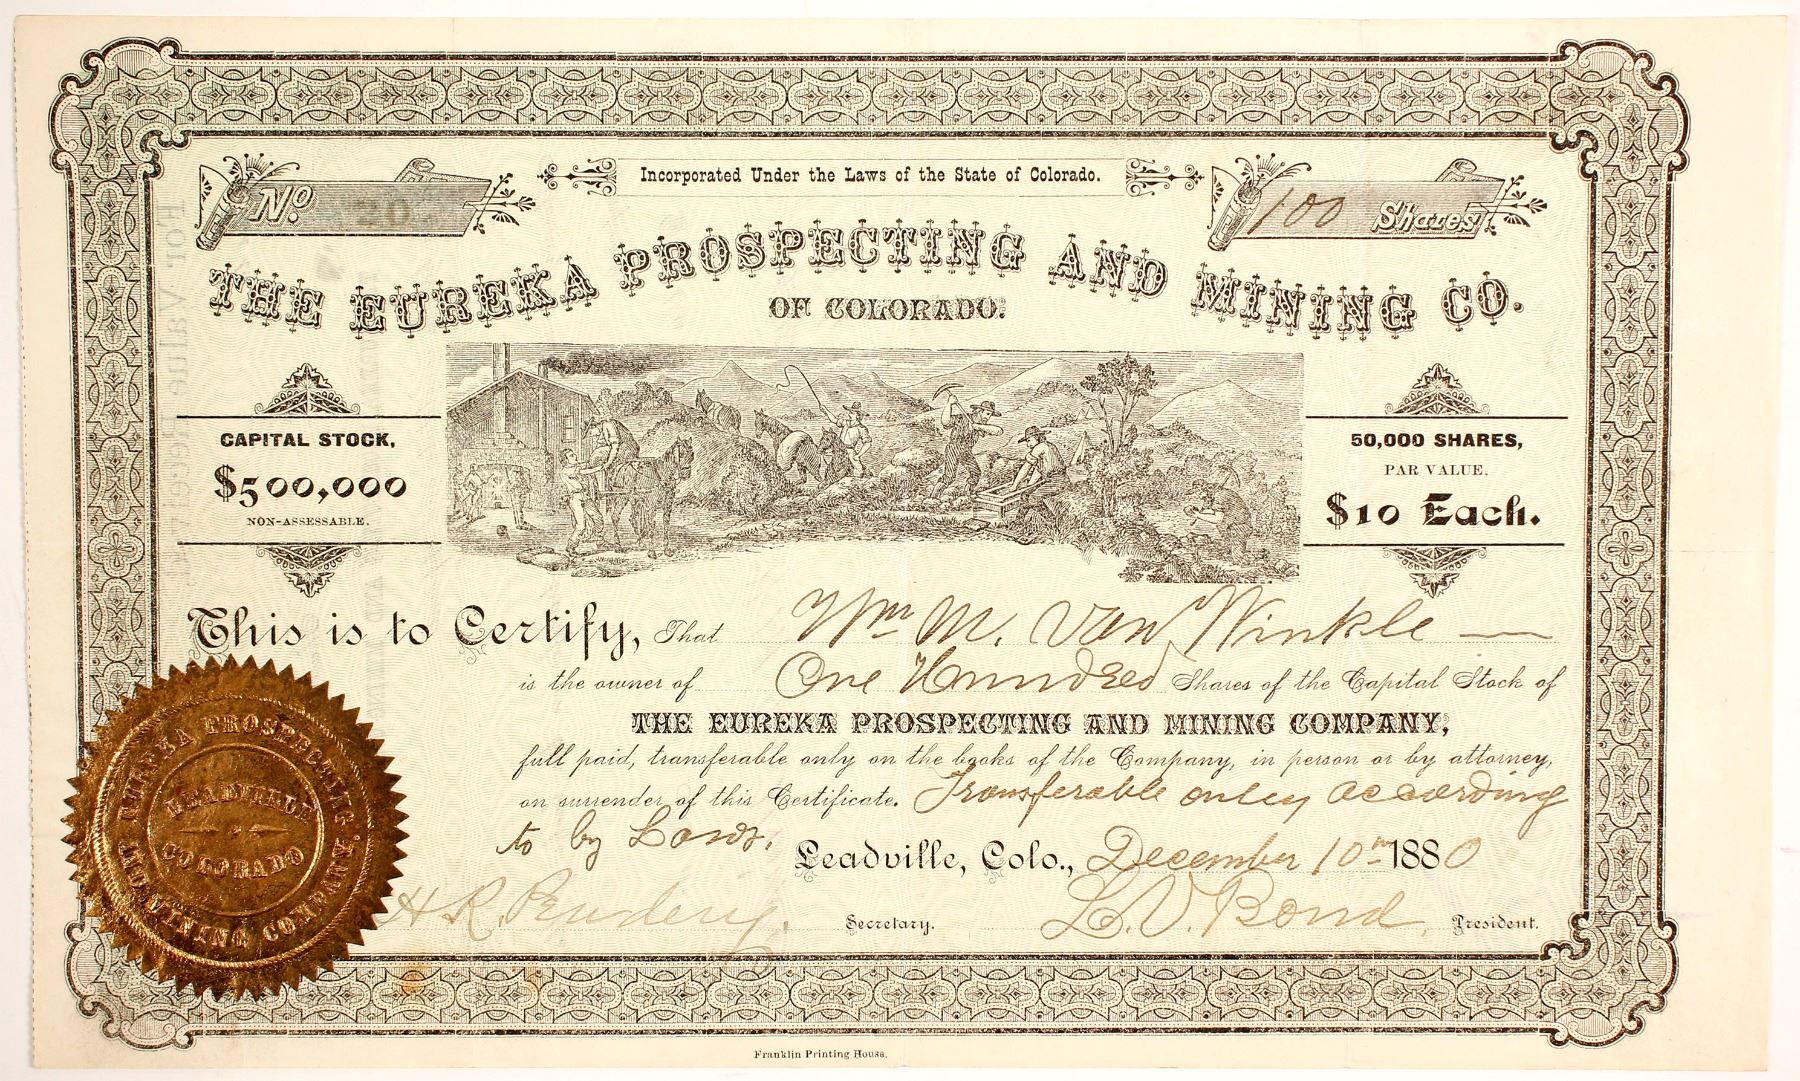 Incorporated Under the Laws of the State of Colorado.
No. 20
100 Shares
THE EUREKA PROSPECTING AND MINING CO.
OF COLORADO.
CAPITAL STOCK,
$500,000
NON-ASSESSABLE.
50,000 SHARES,
PAR VALUE.
$10 Each.
This is to Certify, That Wm M. Van Winkle
is the owner of One Hundred Shares of the Capital Stock of
THE EUREKA PROSPECTING AND MINING COMPANY,
full paid, transferable only on the books of the Company, in person or by attorney,
on surrender of this Certificate. Transferable only according
to by Laws.
Leadville, Colo., December 10th 1880
H R. Secretary. L. V. Bond, President.
EUREKA PROSPECTING
AND MINING COMPANY
LEADVILLE
COLORADO
Franklin Printing House.